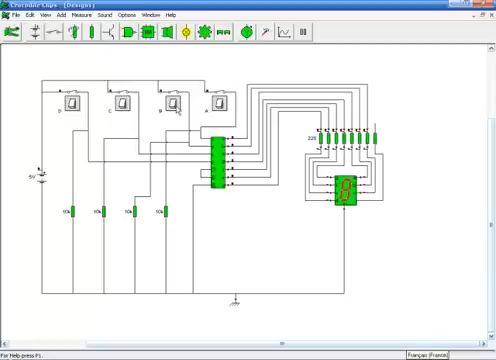 Crocodile Clips - [Design1]
File Edit View Add Measure Sound Options Window Help
D C B A
220
5V
10k 10k 10k 10k
For Help press F1.
Français (France)